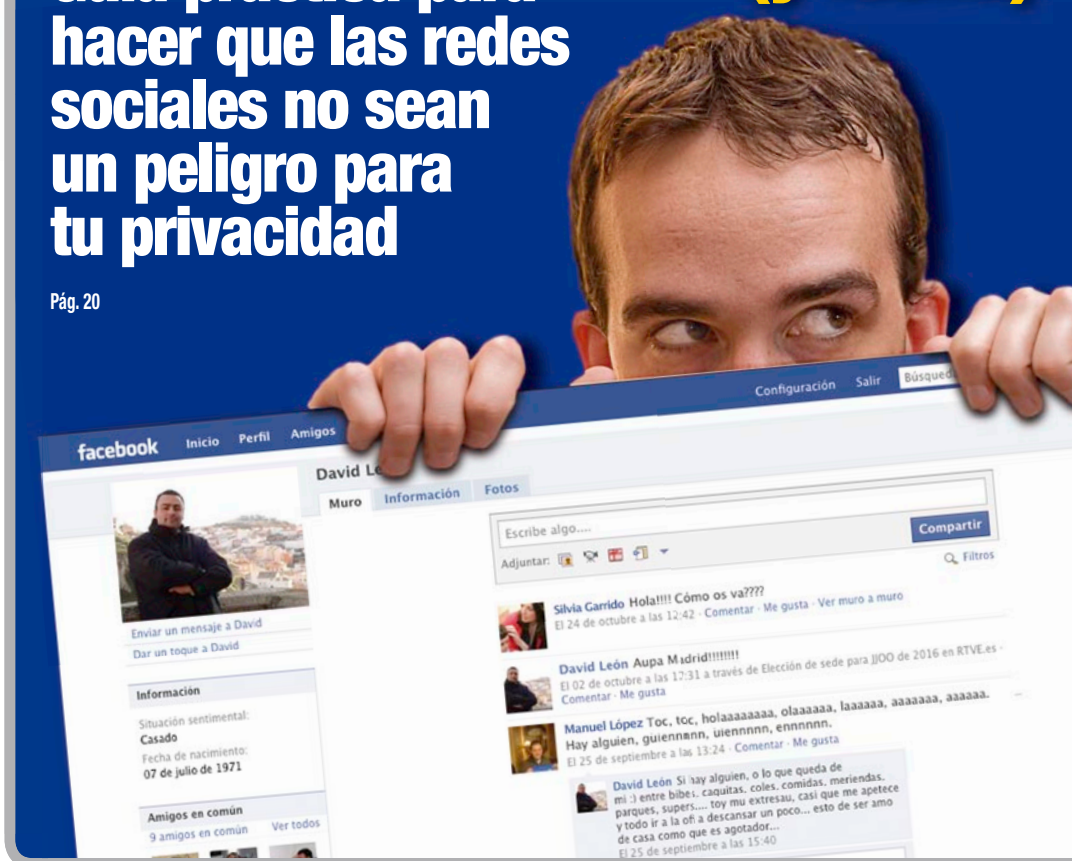 hacer que las redes
sociales no sean
un peligro para
tu privacidad
Pág. 20
Configuración Salir
facebook Inicio Perfil Amigos
David
Muro Información Fotos
Escribe algo....
Adjuntar: Compartir
Filtros
Enviar un mensaje a David
Dar un toque a David
Información
Situación sentimental:
Casado
Fecha de nacimiento:
07 de julio de 1971
Amigos en común
9 amigos en común Ver todos
Silvia Garrido Hola!!!! Cómo os va????
El 24 de octubre a las 12:42 · Comentar · Me gusta · Ver muro a muro
David León Aupa Madrid!!!!!!!!
El 02 de octubre a las 12:31 a través de Elección de sede para JJOO de 2016 en RTVE.es ·
Comentar · Me gusta
Manuel López Toc, toc, holaaaaaaaa, olaaaaaa, laaaaaa, aaaaaaa, aaaaaa.
Hay alguien, guiennnnn, uiennnnn, ennnnnn.
El 25 de septiembre a las 13:24 · Comentar · Me gusta
David León Si hay alguien, o lo que queda de
mi :) entre bibes, caquitas, coles, comidas, meriendas,
parques, supers.... toy mu extresau, casi que me apetece
y todo ir a la ofi a descansar un poco... esto de ser amo
de casa como que es agotador...
El 25 de septiembre a las 15:40